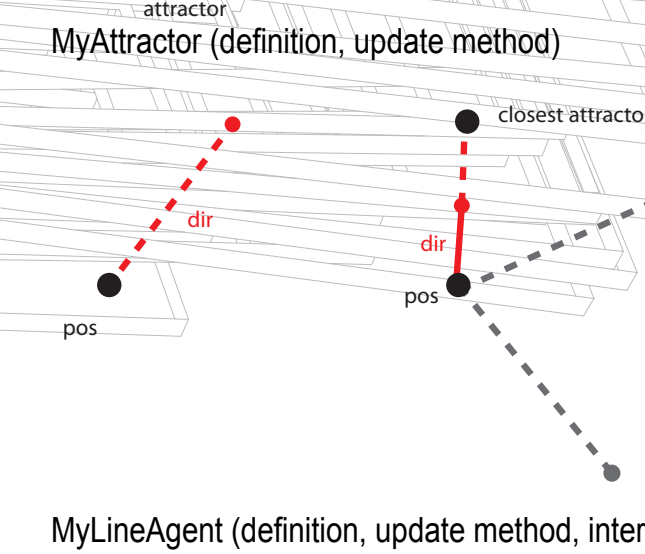 attractor
MyAttractor (definition, update method)
closest attracto
dir
dir
pos
pos
MyLineAgent (definition, update method, inter